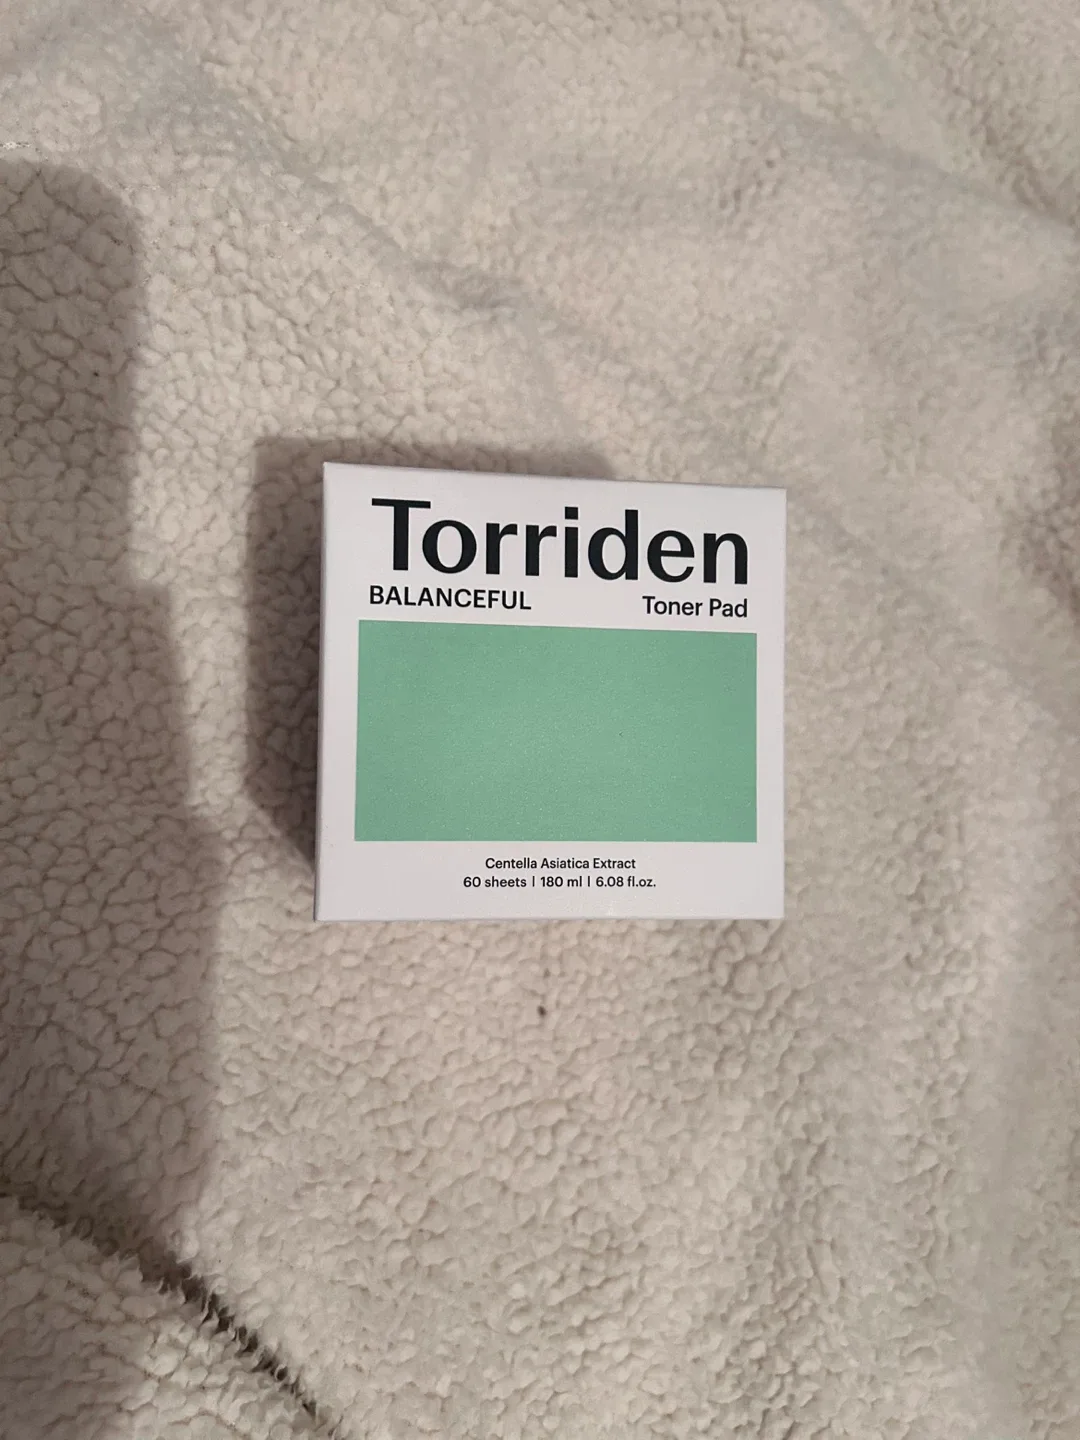 Torriden
BALANCEFUL Toner Pad
Centella Asiatica Extract
60 sheets | 180 ml | 6.08 fl.oz.